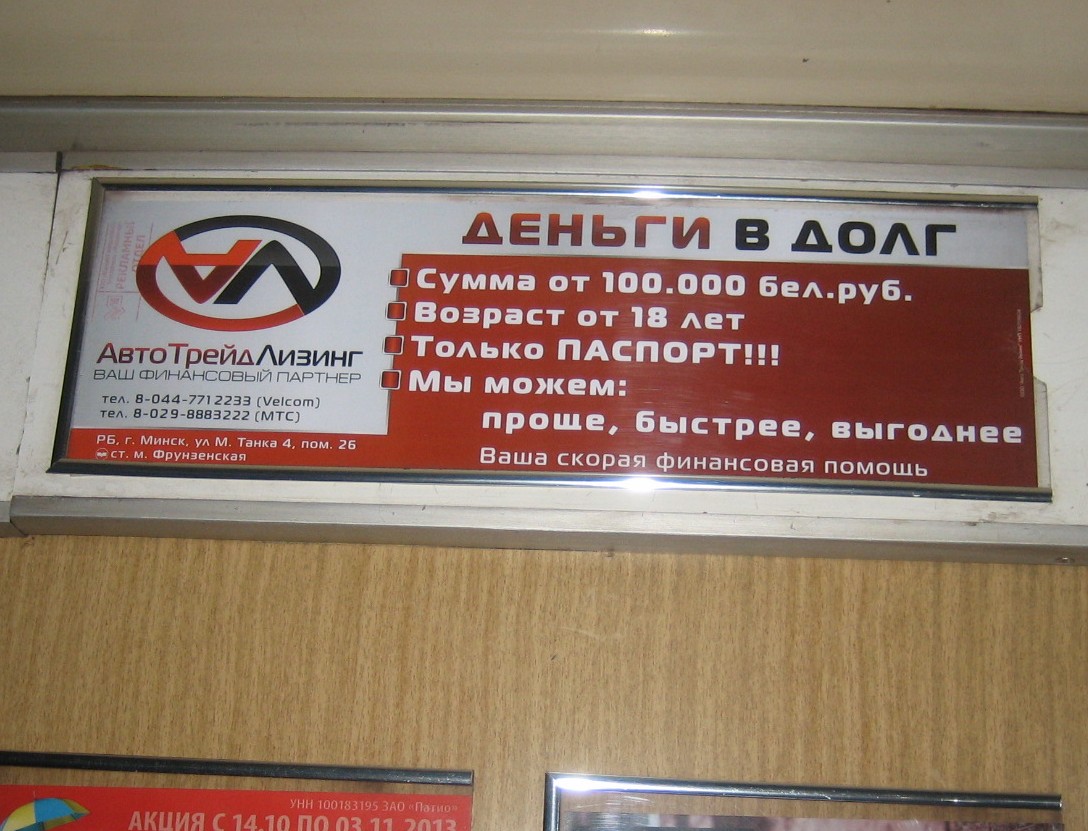 РЕКЛАМНЫЙ
ОТДЕЛ
АвтоТрейдЛизинг
ВАШ ФИНАНСОВЫЙ ПАРТНЕР
тел. 8-044-7712233 (Velcom)
тел. 8-029-8883222 (МТС)
РБ, г. Минск, ул М. Танка 4, пом. 26
ст. м. Фрунзенская
ДЕНЬГИ В ДОЛГ
Сумма от 100.000 бел.руб.
Возраст от 18 лет
Только ПАСПОРТ!!!
Мы можем:
проще, быстрее, выгоднее
Ваша скорая финансовая помощь
УНН 100183195 ЗАО «Патио»
АКЦИЯ С 14.10 ПО 03.11.2013